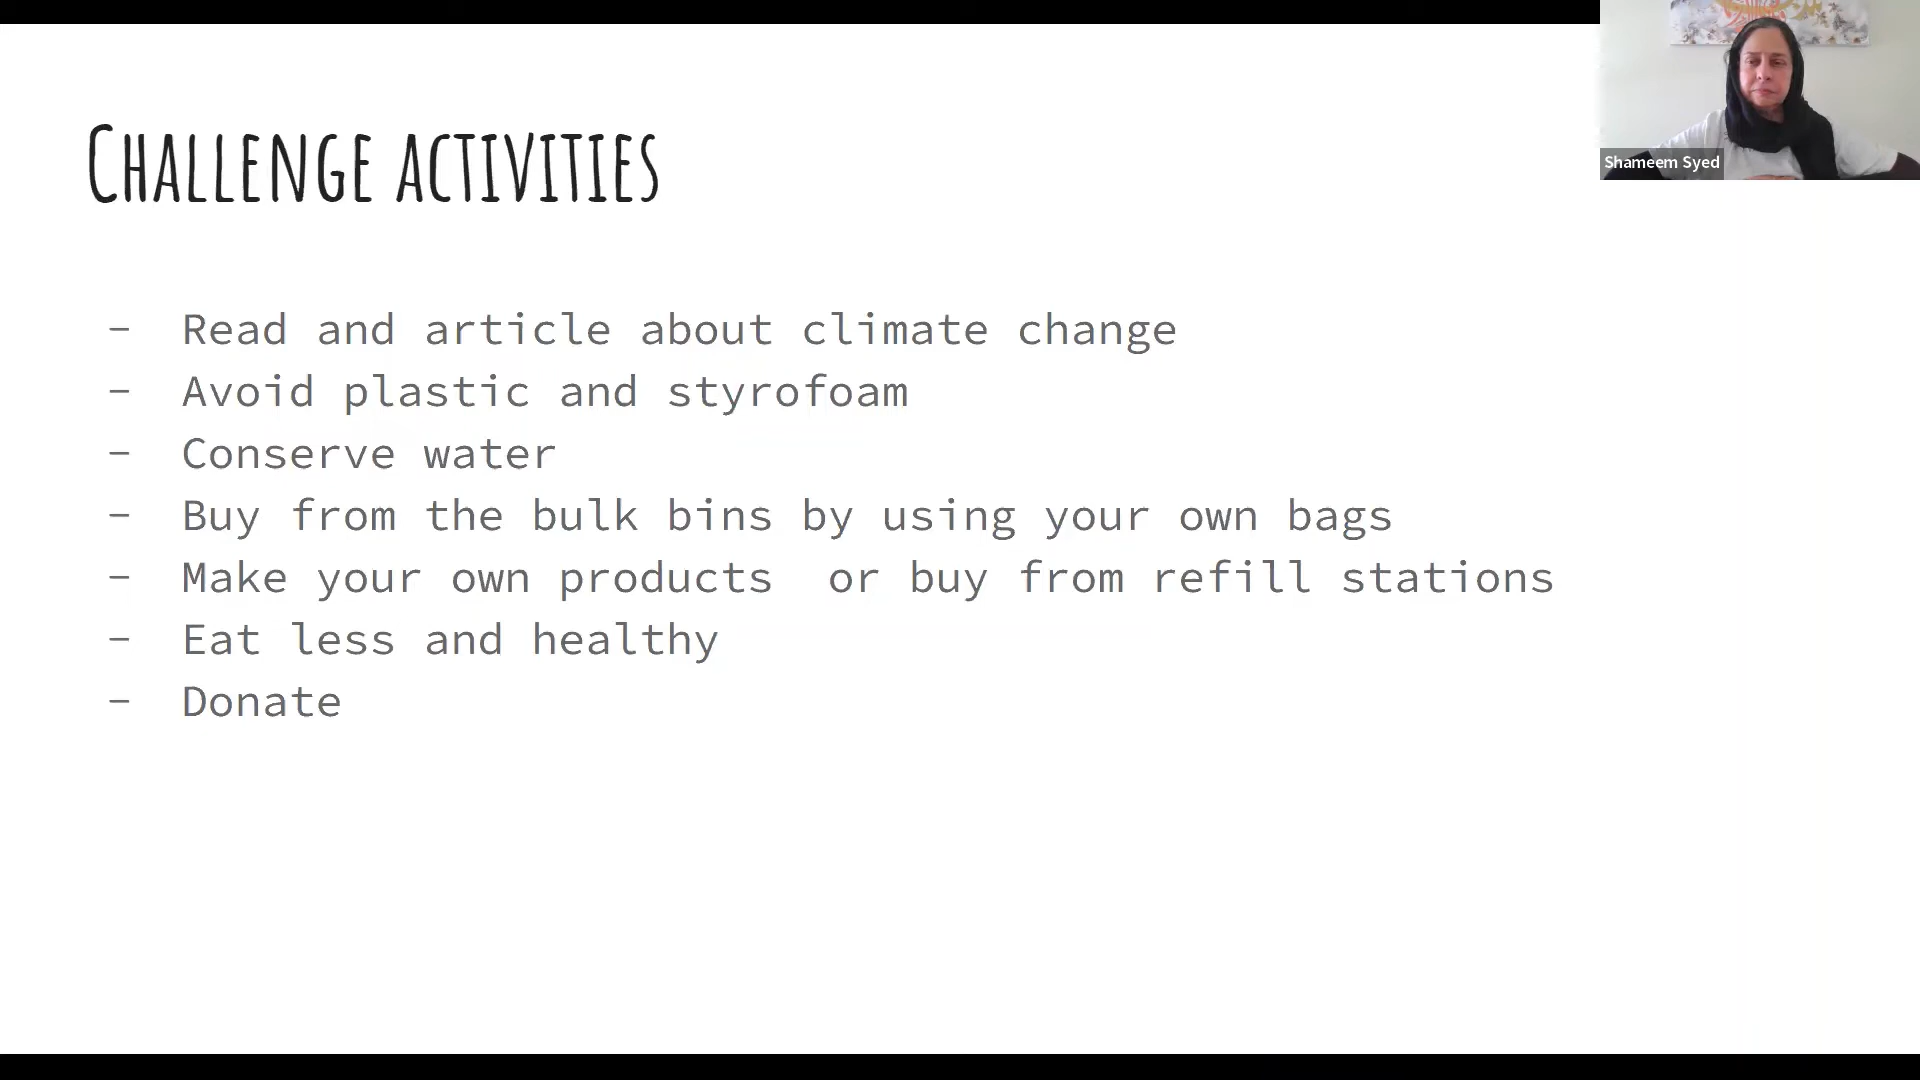 Challenge activities
- Read and article about climate change
- Avoid plastic and styrofoam
- Conserve water
- Buy from the bulk bins by using your own bags
- Make your own products  or buy from refill stations
- Eat less and healthy
- Donate
Shameem Syed